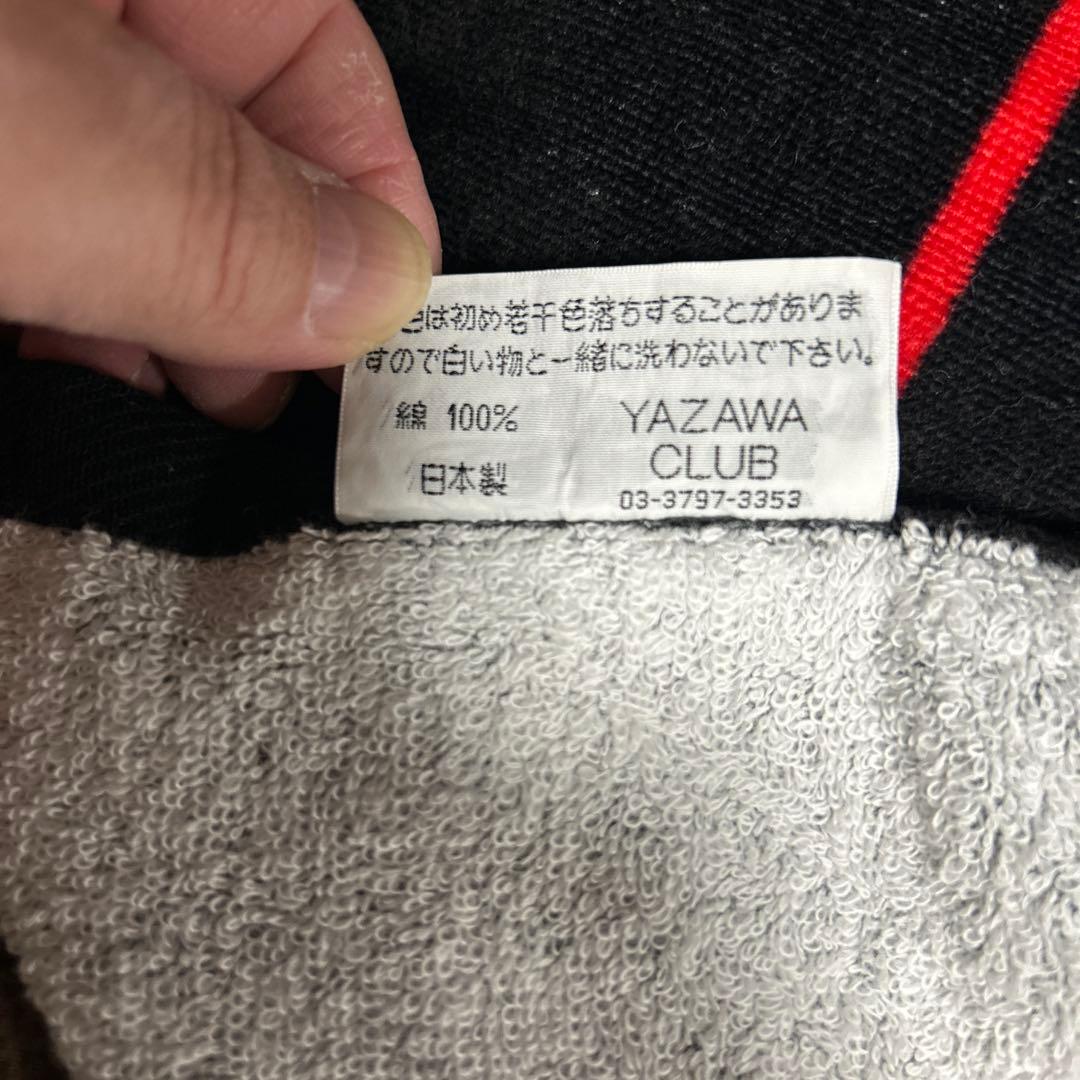 は初め若干色落ちすることがありま
すので白い物と一緒に洗わないで下さい。
綿 100%
日本製
YAZAWA
CLUB
03-3797-3353